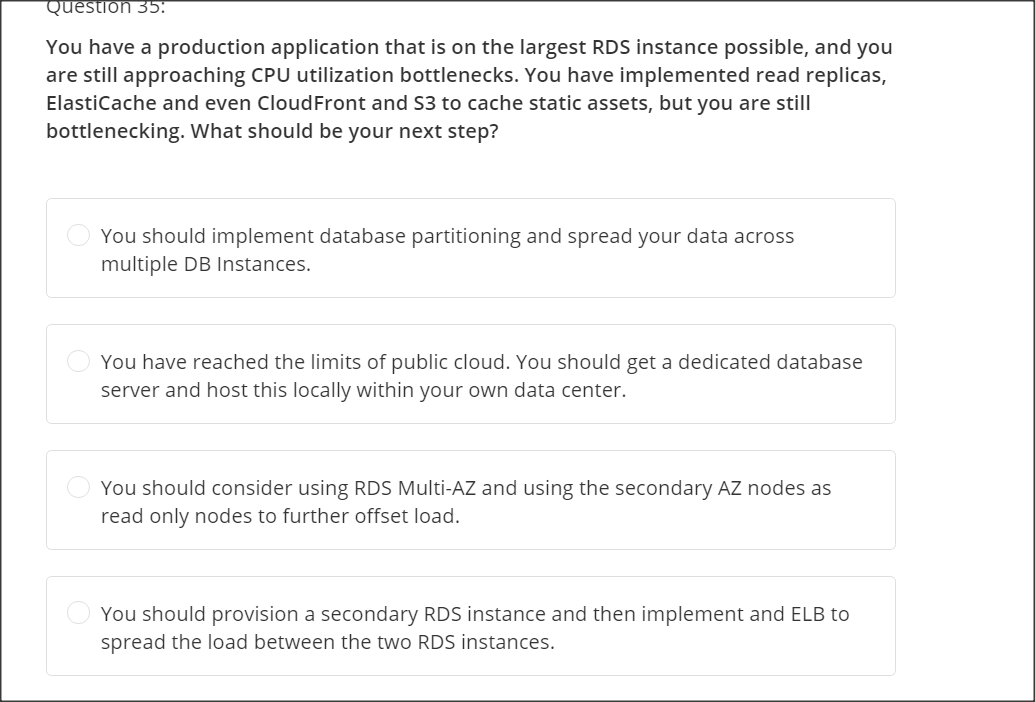 Question 35:
You have a production application that is on the largest RDS instance possible, and you
are still approaching CPU utilization bottlenecks. You have implemented read replicas,
ElastiCache and even CloudFront and S3 to cache static assets, but you are still
bottlenecking. What should be your next step?
You should implement database partitioning and spread your data across
multiple DB Instances.
You have reached the limits of public cloud. You should get a dedicated database
server and host this locally within your own data center.
You should consider using RDS Multi-AZ and using the secondary AZ nodes as
read only nodes to further offset load.
You should provision a secondary RDS instance and then implement and ELB to
spread the load between the two RDS instances.